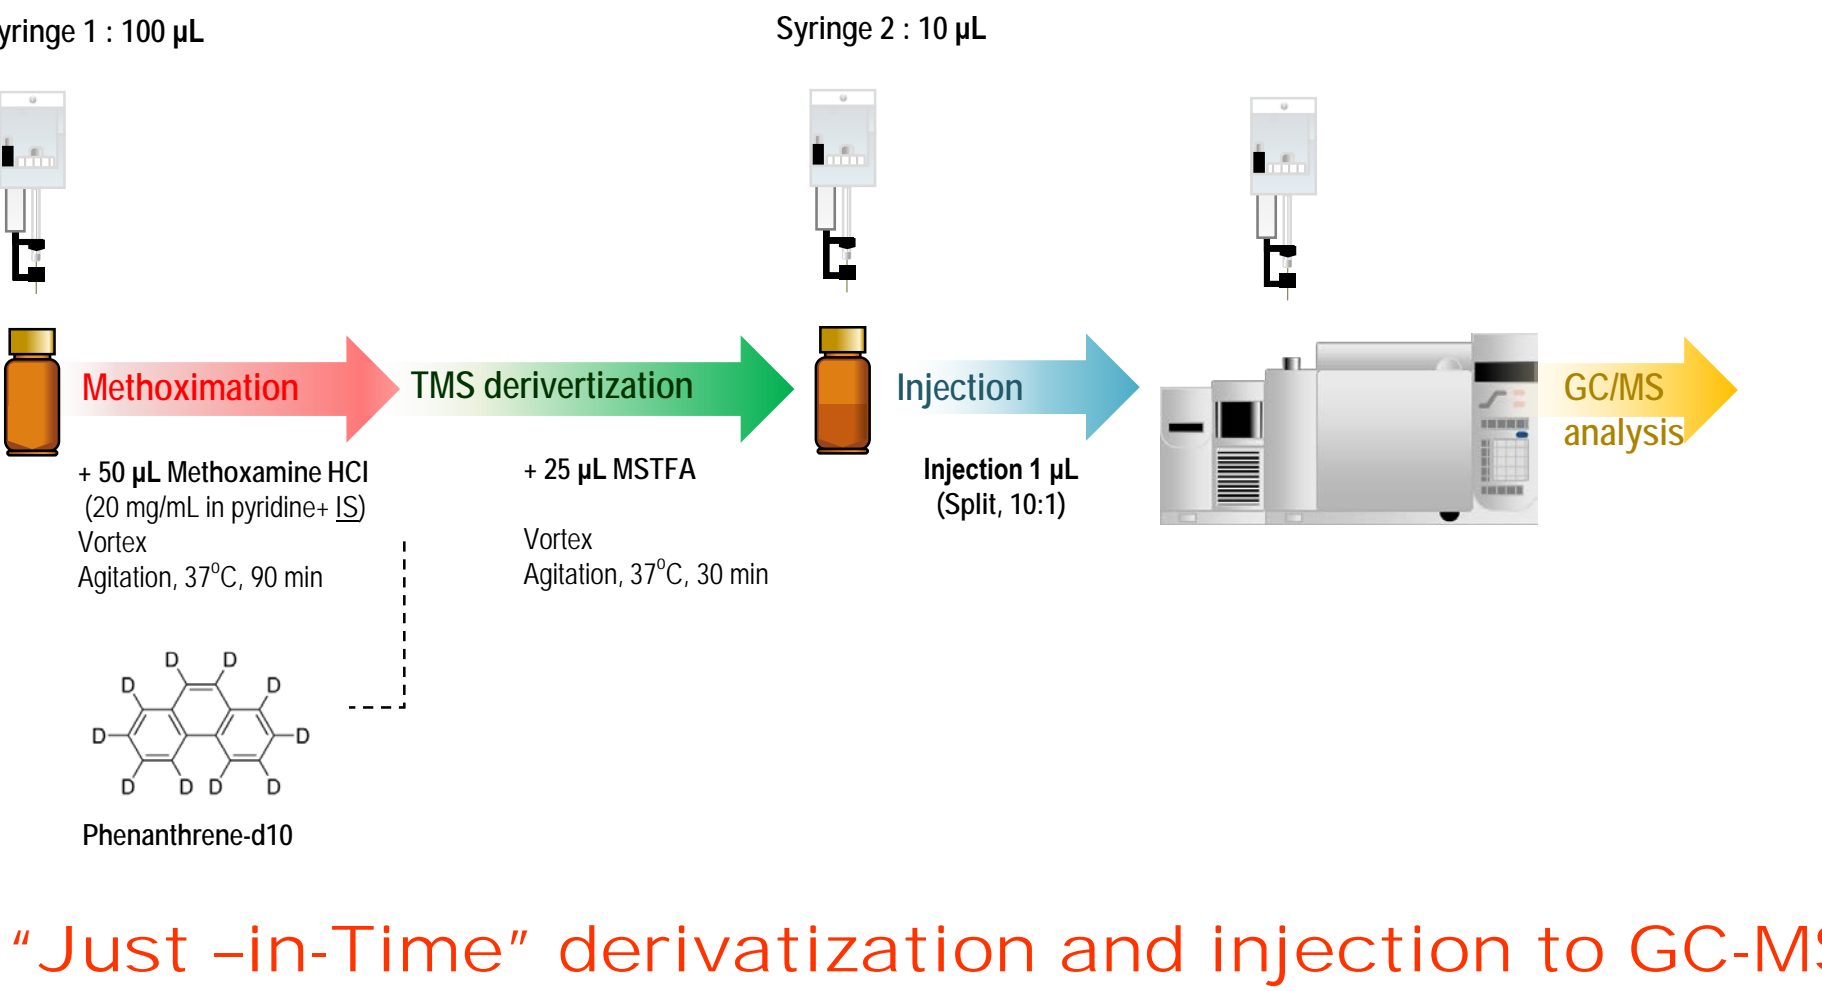 yringe 1 : 100 µL
Syringe 2 : 10 µL
Methoximation
TMS derivertization
Injection
GC/MS
analysis
+ 50 µL Methoxamine HCl
(20 mg/mL in pyridine+ IS)
Vortex
Agitation, 37°C, 90 min
+ 25 µL MSTFA
Vortex
Agitation, 37°C, 30 min
Injection 1 µL
(Split, 10:1)
D D
D D
D D
D D D D
Phenanthrene-d10
"Just –in-Time" derivatization and injection to GC-MS